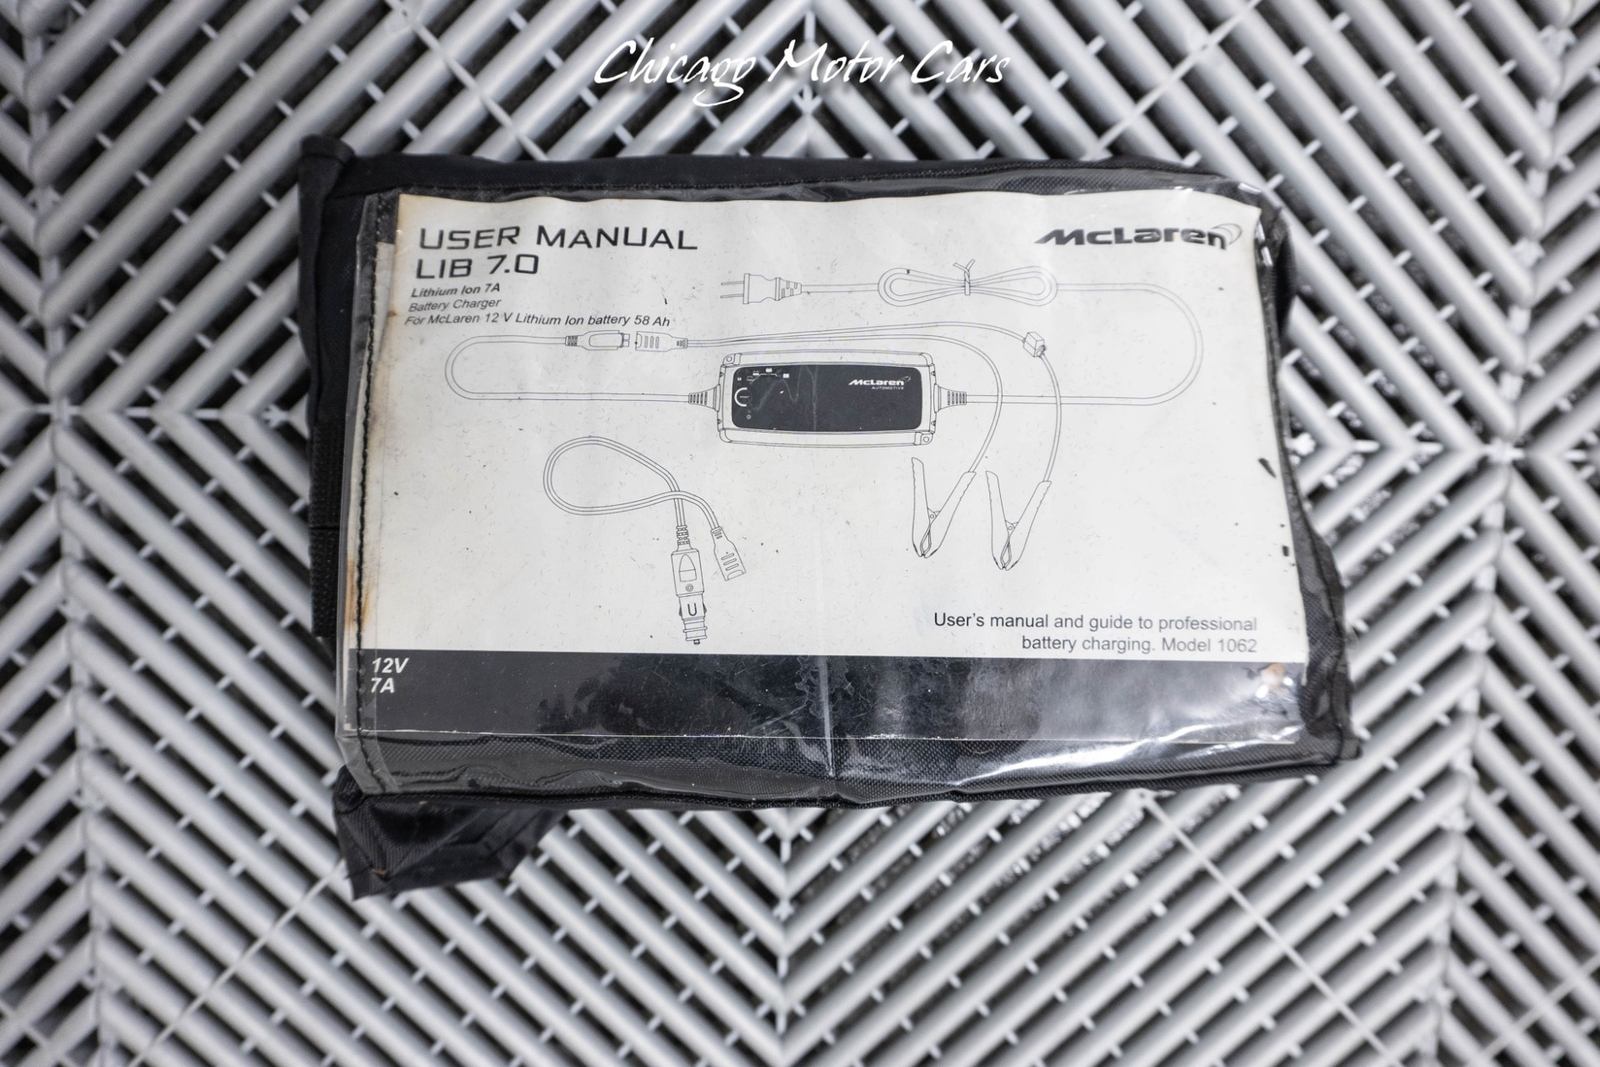 Chicago Motor Cars
USER MANUAL
LIB 7.0
Lithium Ion 7A
Battery Charger
For McLaren 12 V Lithium Ion battery 58 Ah
McLaren
McLaren
AUTOMOTIVE
User's manual and guide to professional
battery charging. Model 1062
12V
7A